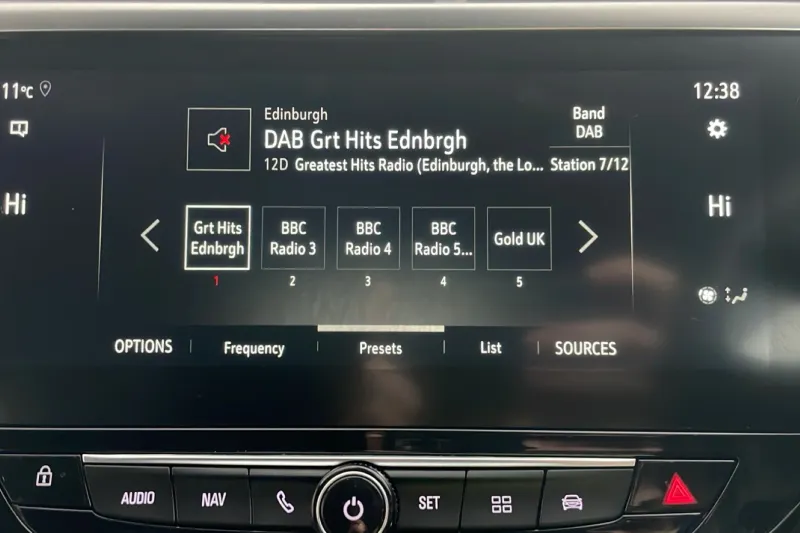 11°C
12:38
Edinburgh
DAB Grt Hits Ednbrgh
12D Greatest Hits Radio (Edinburgh, the Lo...
Band
DAB
Station 7/12
Hi
Hi
Grt Hits
Ednbrgh
BBC
Radio 3
BBC
Radio 4
BBC
Radio 5...
Gold UK
1
2
3
4
5
OPTIONS
Frequency
Presets
List
SOURCES
AUDIO
NAV
SET